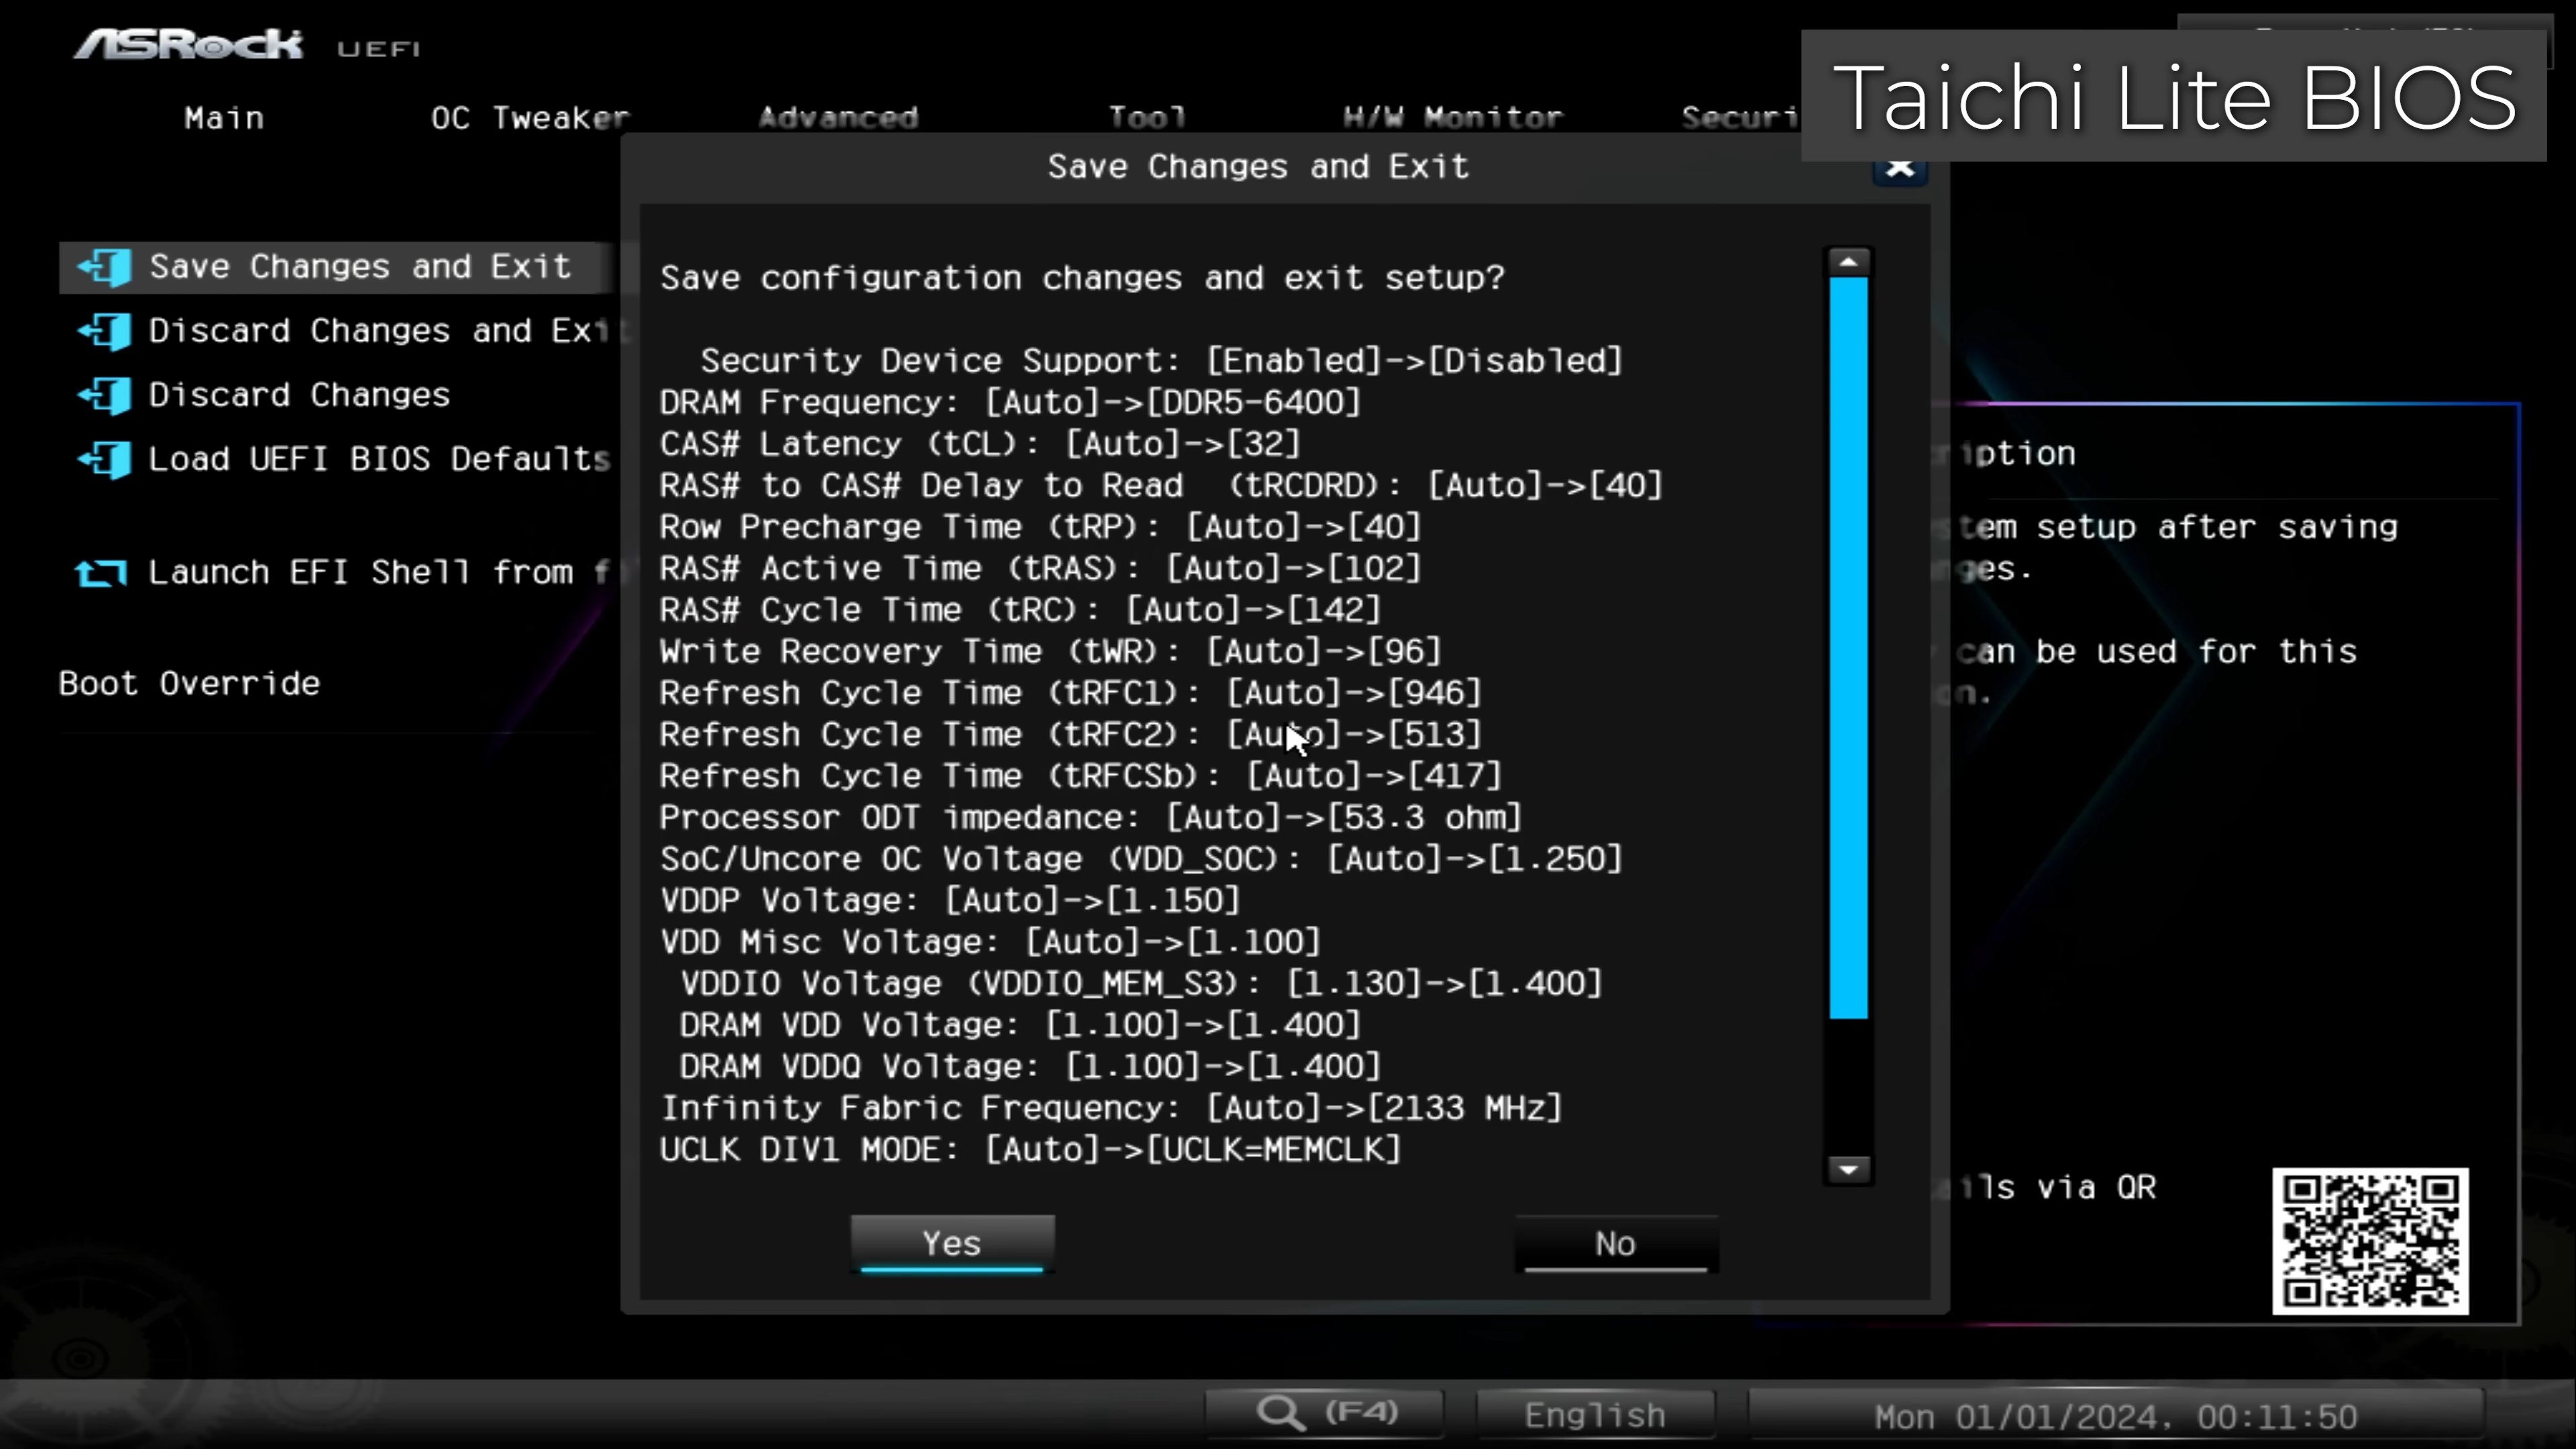 ASRock UEFI
Taichi Lite BIOS
Main OC Tweaker Advanced Tool H/W Monitor
Save Changes and Exit
Save Changes and Exit
Discard Changes and Exit
Discard Changes
Load UEFI BIOS Defaults
Launch EFI Shell from
Boot Override
Save configuration changes and exit setup?
Security Device Support: [Enabled]->[Disabled]
DRAM Frequency: [Auto]->[DDR5-6400]
CAS# Latency (tCL): [Auto]->[32]
RAS# to CAS# Delay to Read (tRCDRD): [Auto]->[40]
Row Precharge Time (tRP): [Auto]->[40]
RAS# Active Time (tRAS): [Auto]->[102]
RAS# Cycle Time (tRC): [Auto]->[142]
Write Recovery Time (tWR): [Auto]->[96]
Refresh Cycle Time (tRFC1): [Auto]->[946]
Refresh Cycle Time (tRFC2): [Auto]->[513]
Refresh Cycle Time (tRFCSb): [Auto]->[417]
Processor ODT impedance: [Auto]->[53.3 ohm]
SoC/Uncore OC Voltage (VDD_SOC): [Auto]->[1.250]
VDDP Voltage: [Auto]->[1.150]
VDD Misc Voltage: [Auto]->[1.100]
VDDIO Voltage (VDDIO_MEM_S3): [1.130]->[1.400]
DRAM VDD Voltage: [1.100]->[1.400]
DRAM VDDQ Voltage: [1.100]->[1.400]
Infinity Fabric Frequency: [Auto]->[2133 MHz]
UCLK DIV1 MODE: [Auto]->[UCLK=MEMCLK]
Yes No
iption
tem setup after saving
ges.
can be used for this
on.
ils via QR
(F4) English Mon 01/01/2024, 00:11:50